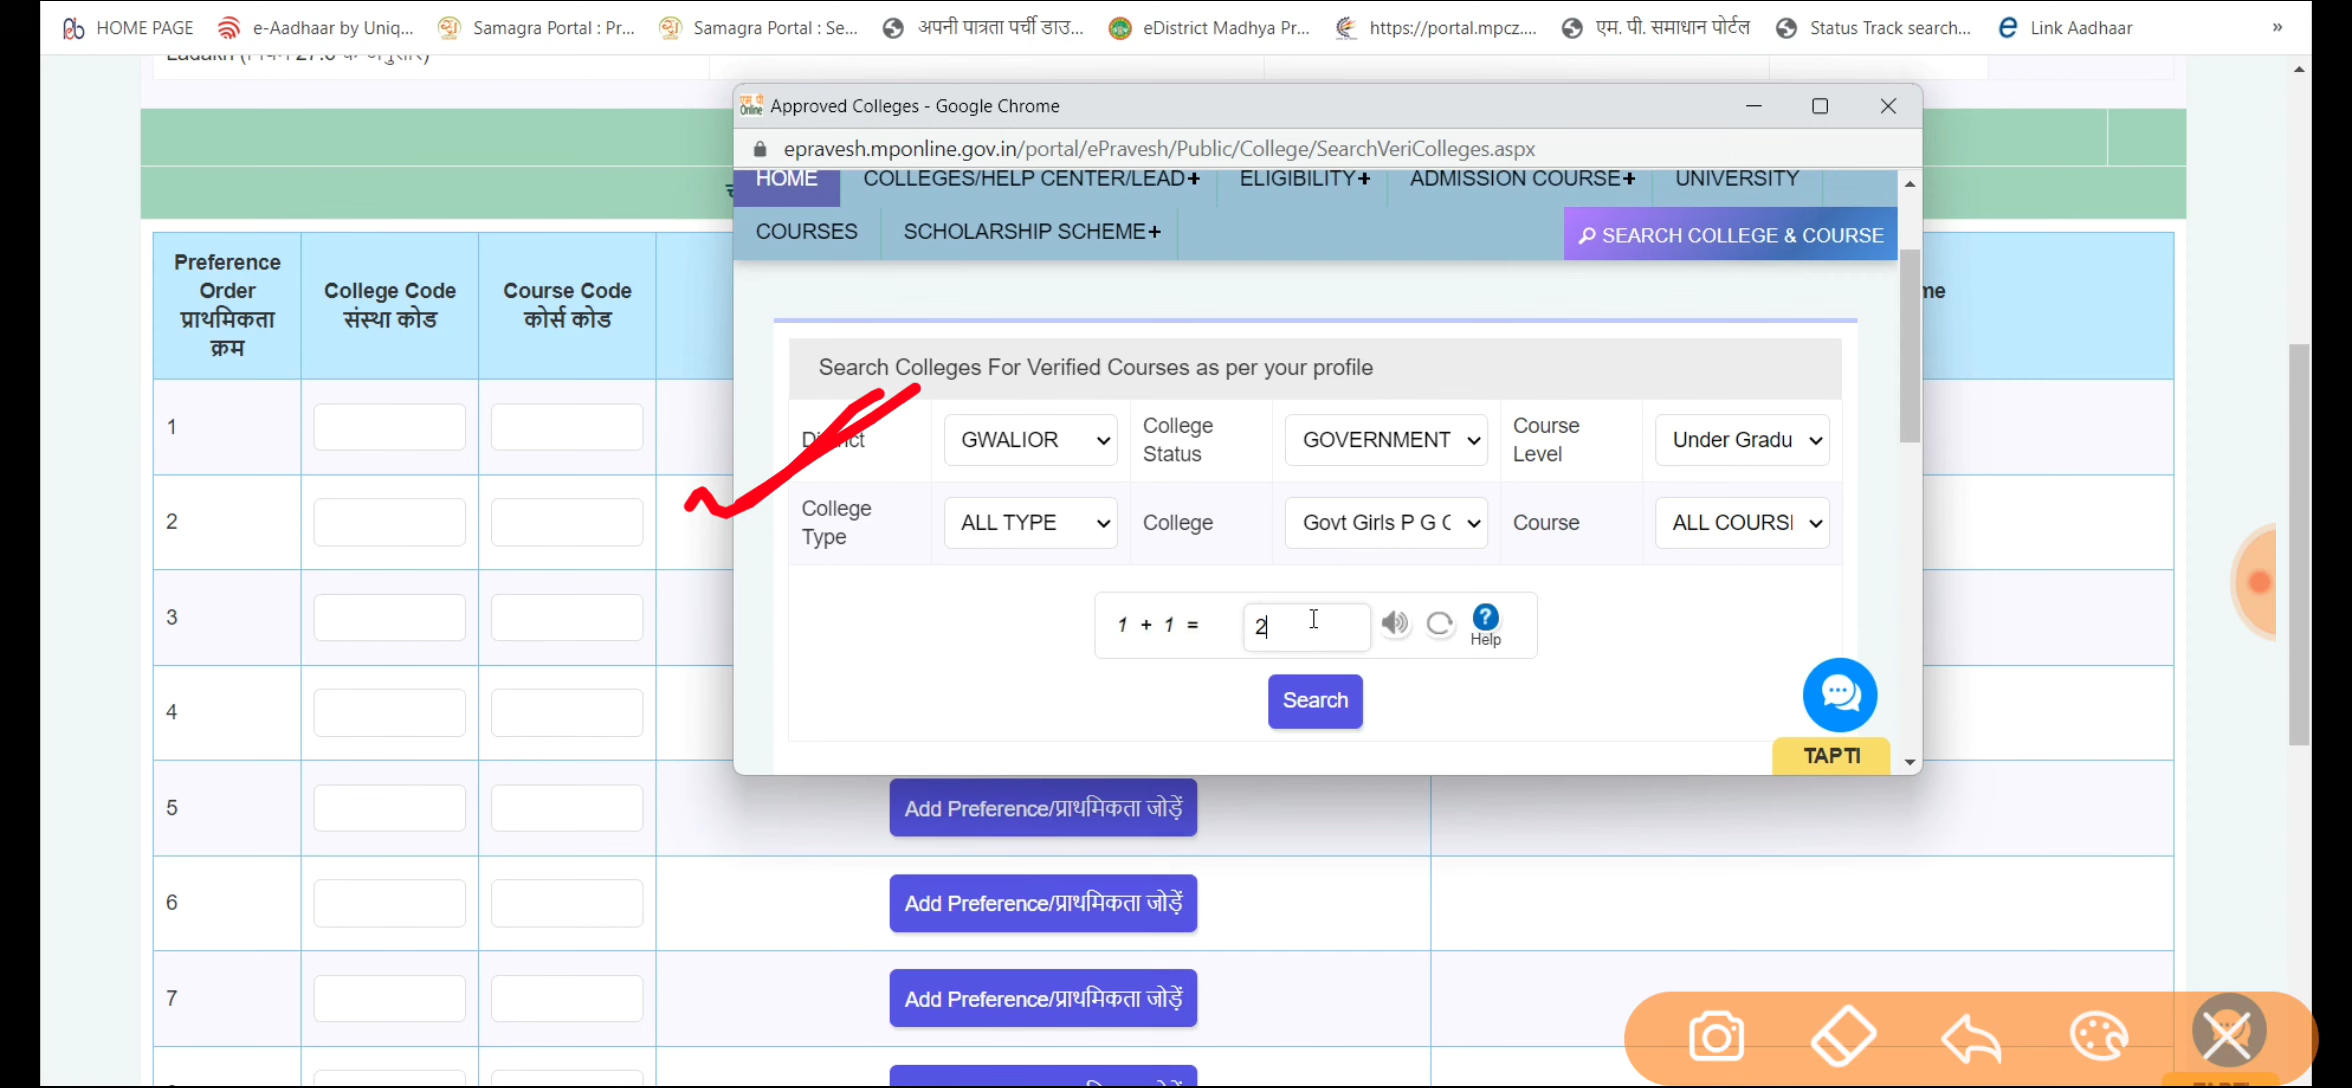 HOME PAGE e-Aadhaar by Uniq... Samagra Portal : Pr... Samagra Portal : Se... अपनी पात्रता पर्ची डाउ... eDistrict Madhya Pr... https://portal.mpcz.... एम. पी. समाधान पोर्टल Status Track search... Link Aadhaar »
एम पी Online Approved Colleges - Google Chrome
epravesh.mponline.gov.in/portal/ePravesh/Public/College/SearchVeriColleges.aspx
HOME COLLEGES/HELP CENTER/LEAD+ ELIGIBILITY+ ADMISSION COURSE+ UNIVERSITY
COURSES SCHOLARSHIP SCHEME+ SEARCH COLLEGE & COURSE
Preference Order प्राथमिकता क्रम
College Code संस्था कोड
Course Code कोर्स कोड
Search Colleges For Verified Courses as per your profile
District GWALIOR College Status GOVERNMENT Course Level Under Gradu
College Type ALL TYPE College Govt Girls P G C Course ALL COURSI
1 + 1 = 2 ? Help
Search
TAPTI
1
2
3
4
5 Add Preference/प्राथमिकता जोड़ें
6 Add Preference/प्राथमिकता जोड़ें
7 Add Preference/प्राथमिकता जोड़ें